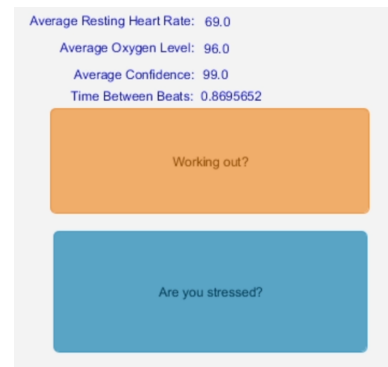 Average Resting Heart Rate: 69.0
Average Oxygen Level: 96.0
Average Confidence: 99.0
Time Between Beats: 0.8695652
Working out?
Are you stressed?